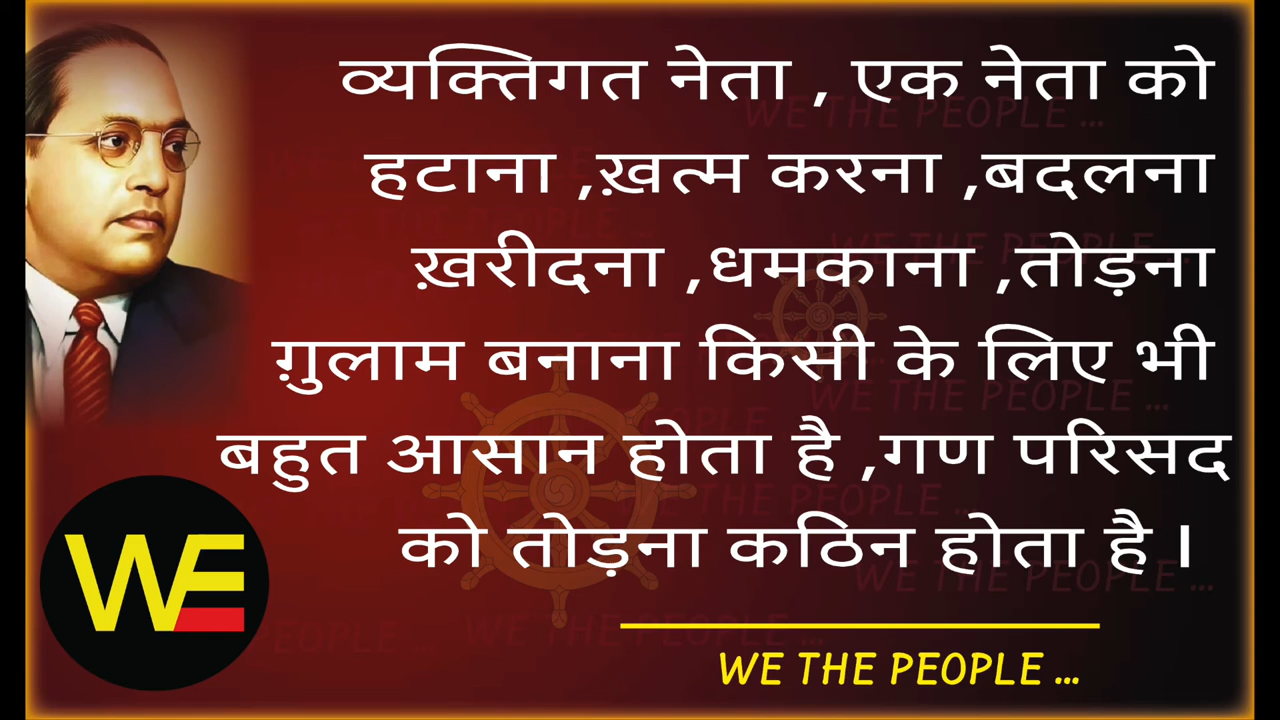 व्यक्तिगत नेता , एक नेता को
हटाना ,ख़त्म करना ,बदलना
ख़रीदना ,धमकाना ,तोड़ना
ग़ुलाम बनाना किसी के लिए भी
बहुत आसान होता है ,गण परिसद
को तोड़ना कठिन होता है ।
WE
WE THE PEOPLE ...